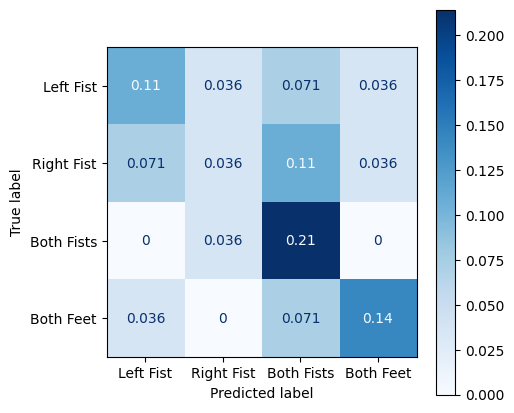 True label
Left Fist
0.11 0.036 0.071 0.036
Right Fist
0.071 0.036 0.11 0.036
Both Fists
0 0.036 0.21 0
Both Feet
0.036 0 0.071 0.14
Left Fist Right Fist Both Fists Both Feet
Predicted label
0.200
0.175
0.150
0.125
0.100
0.075
0.050
0.025
0.000